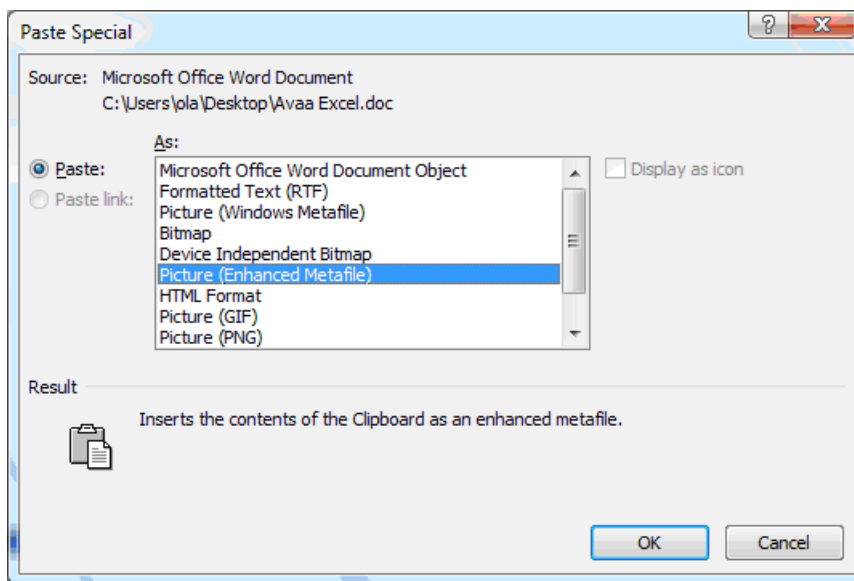 Paste Special
Source: Microsoft Office Word Document
C:\Users\ola\Desktop\Avaa Excel.doc
As:
Paste:
Paste link:
Microsoft Office Word Document Object
Formatted Text (RTF)
Picture (Windows Metafile)
Bitmap
Device Independent Bitmap
Picture (Enhanced Metafile)
HTML Format
Picture (GIF)
Picture (PNG)
Display as icon
Result
Inserts the contents of the Clipboard as an enhanced metafile.
OK
Cancel